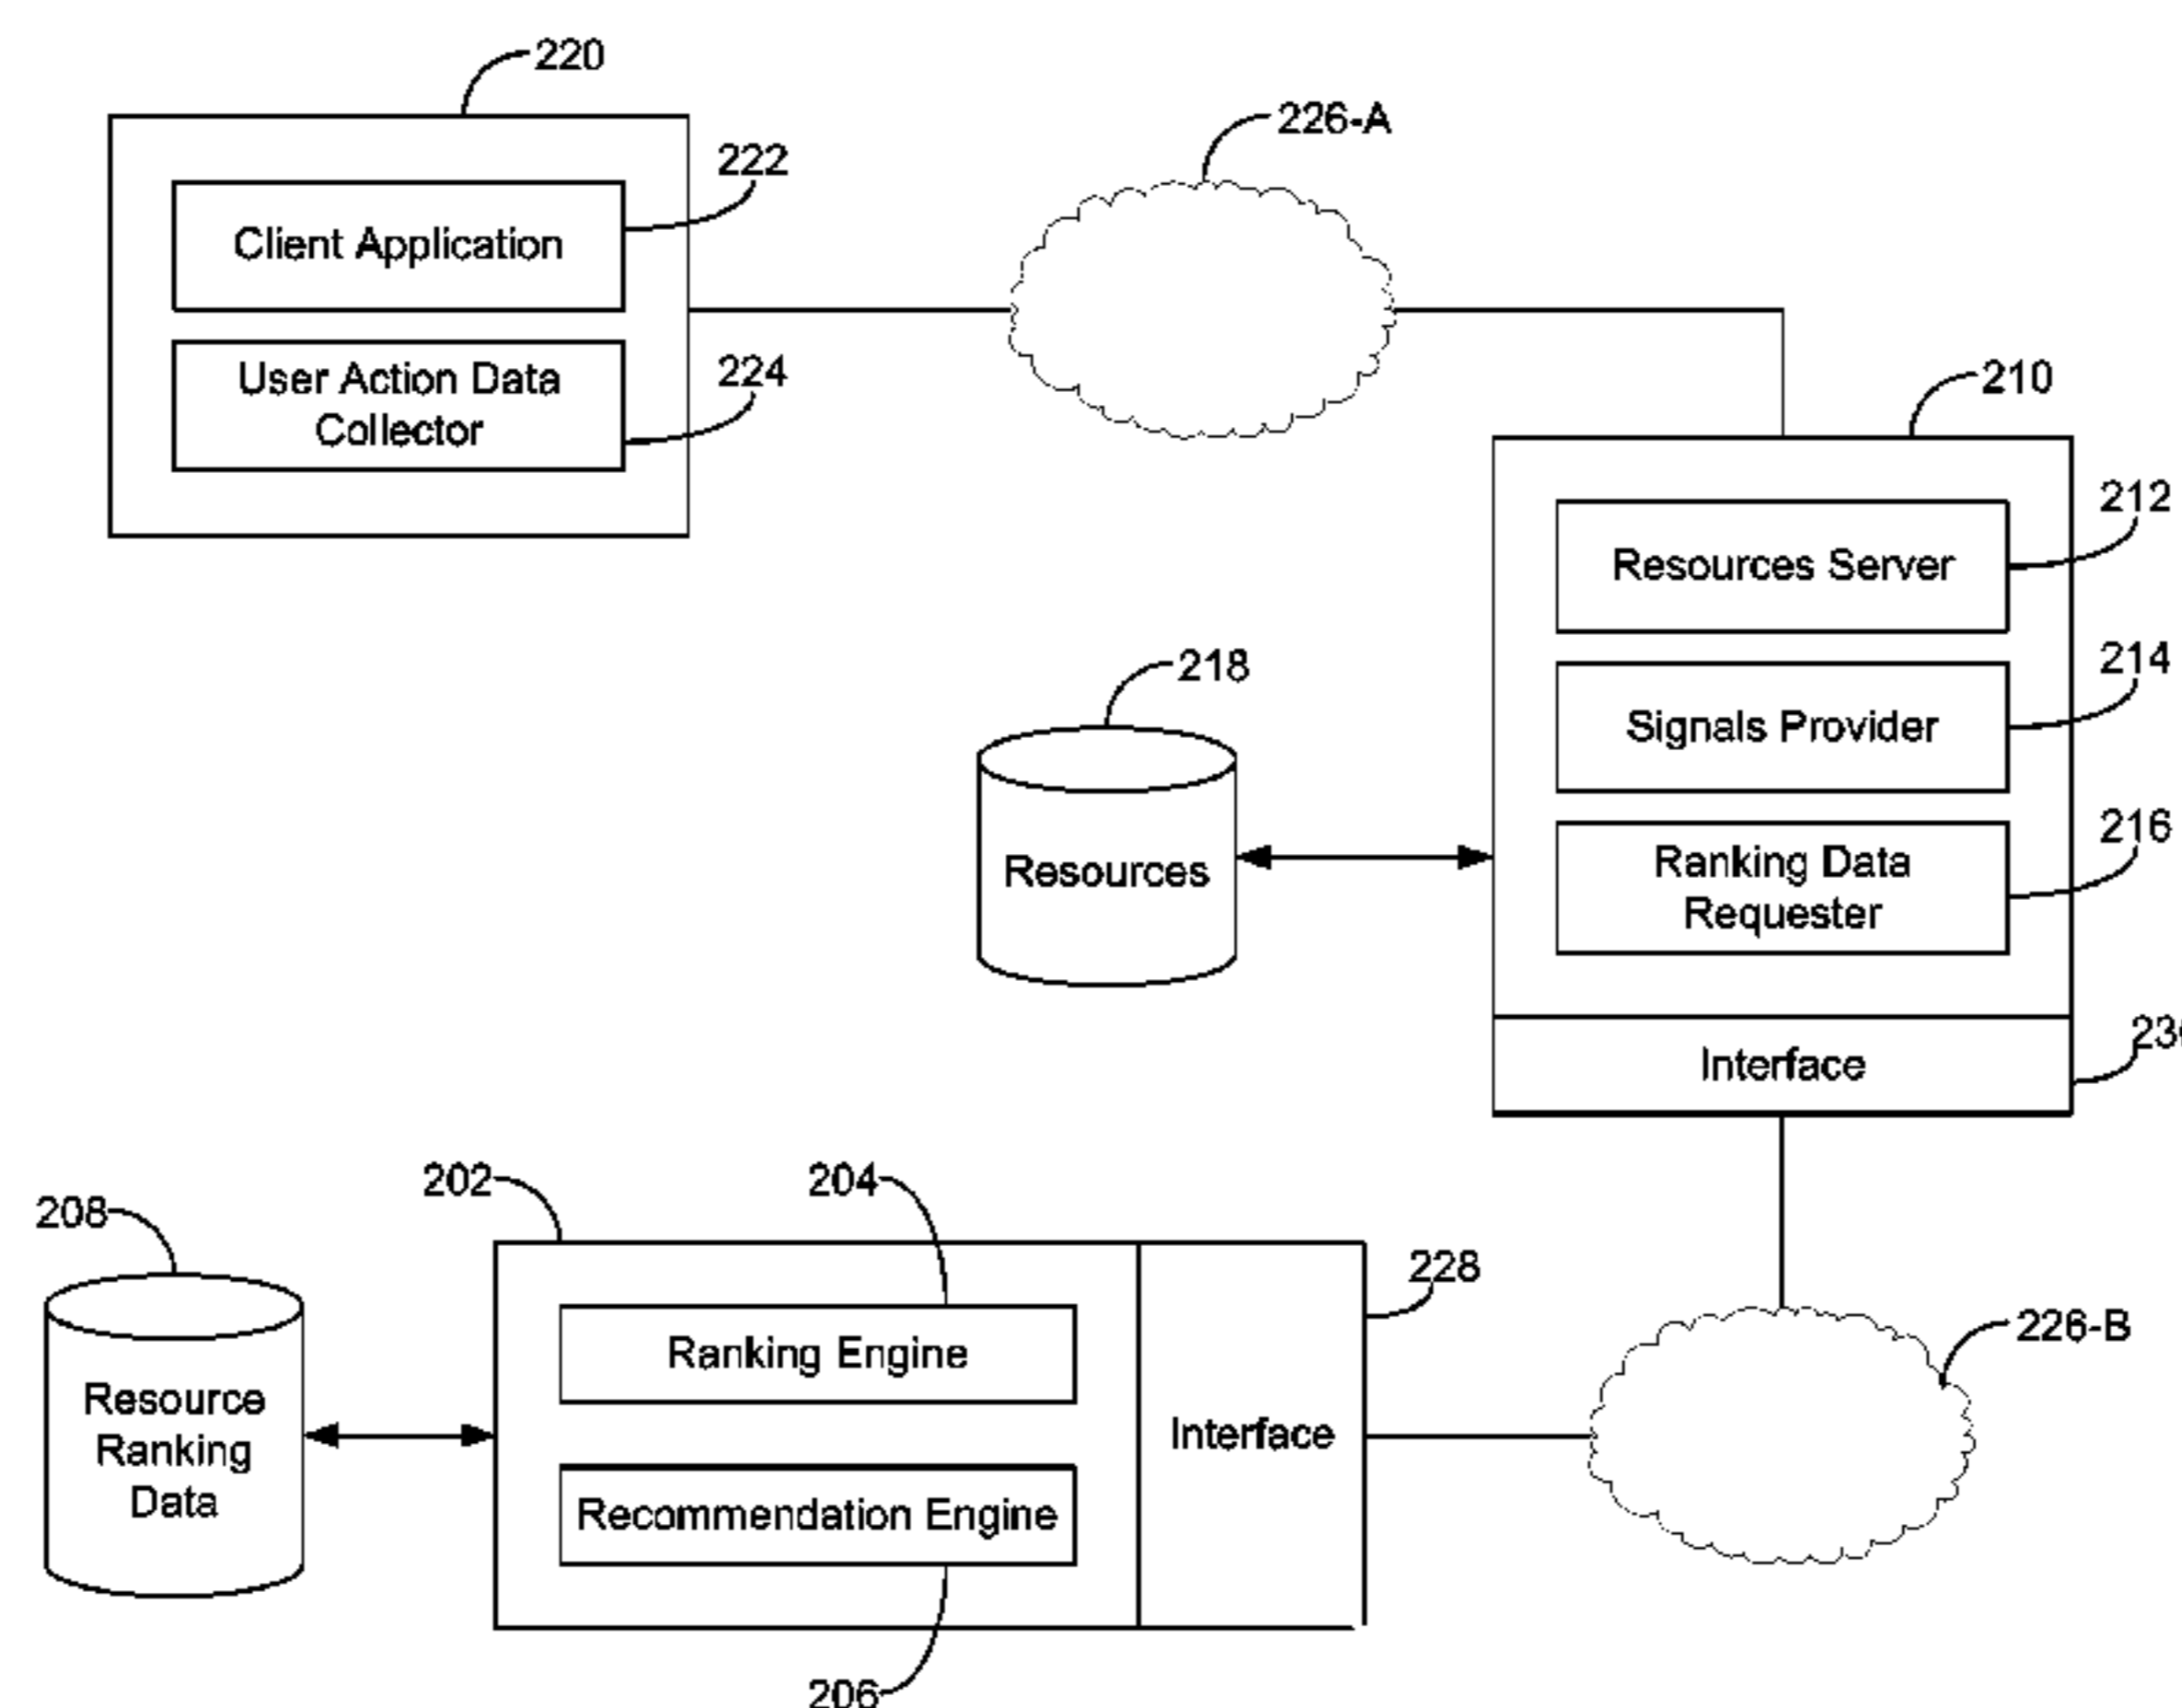 220
222
Client Application
226-A
User Action Data
Collector
224
210
212
Resources Server
218
214
Signals Provider
Resources
216
Ranking Data
Requester
Interface
202
204
208
228
Ranking Engine
226-B
Resource
Ranking
Data
Interface
Recommendation Engine
206